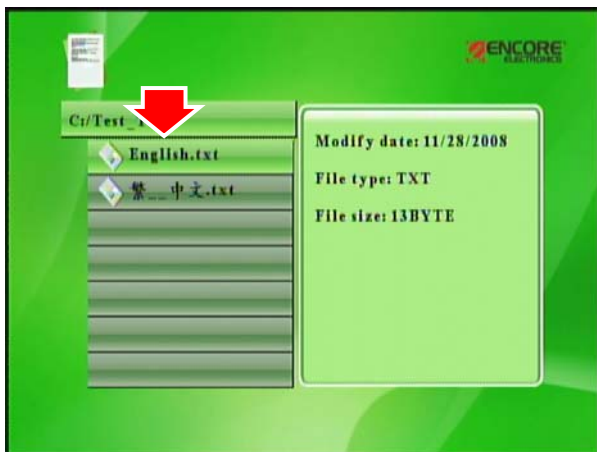 ENCORE
ELECTRONICS
C:/Test_
English.txt
繁__中文.txt
Modify date: 11/28/2008
File type: TXT
File size: 13BYTE